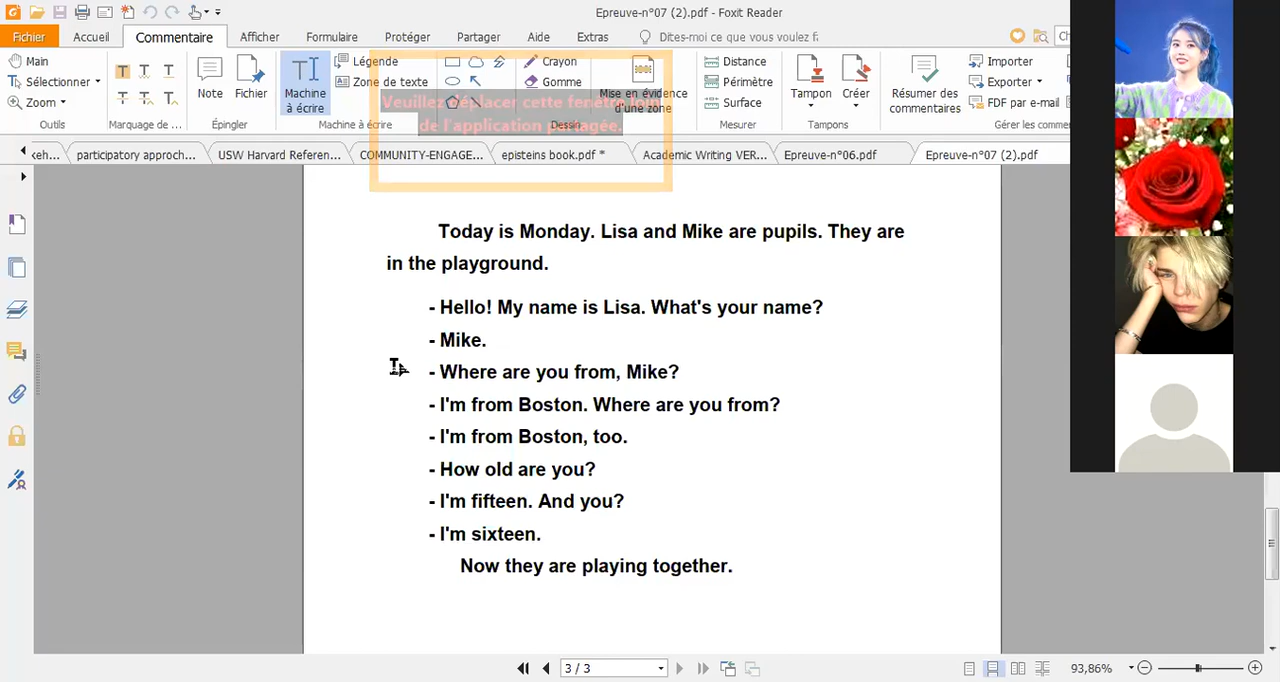 Epreuve-n°07 (2).pdf - Foxit Reader
Fichier Accueil Commentaire Afficher Formulaire Protéger Partager Aide Extras Dites-moi ce que vous voulez f.
Main
Sélectionner
Zoom
Outils
Marquage de ...
Note Fichier
Épingler
Machine à écrire
Légende
Zone de texte
Machine à écrire
Crayon
Gomme
Dessin
Mise en évidence d'une zone
Distance
Périmètre
Surface
Mesurer
Tampon Créer
Tampons
Résumer des commentaires
Importer
Exporter
PDF par e-mail
Gérer les comme
Veuillez déplacer cette fenêtre loin
de l'application partagée.
keh... participatory approch... USW Harvard Referen... COMMUNITY-ENGAGE... episteins book.pdf * Academic Writing VER... Epreuve-n°06.pdf Epreuve-n°07 (2).pdf
Today is Monday. Lisa and Mike are pupils. They are
in the playground.
- Hello! My name is Lisa. What's your name?
- Mike.
- Where are you from, Mike?
- I'm from Boston. Where are you from?
- I'm from Boston, too.
- How old are you?
- I'm fifteen. And you?
- I'm sixteen.
Now they are playing together.
3 / 3
93,86%